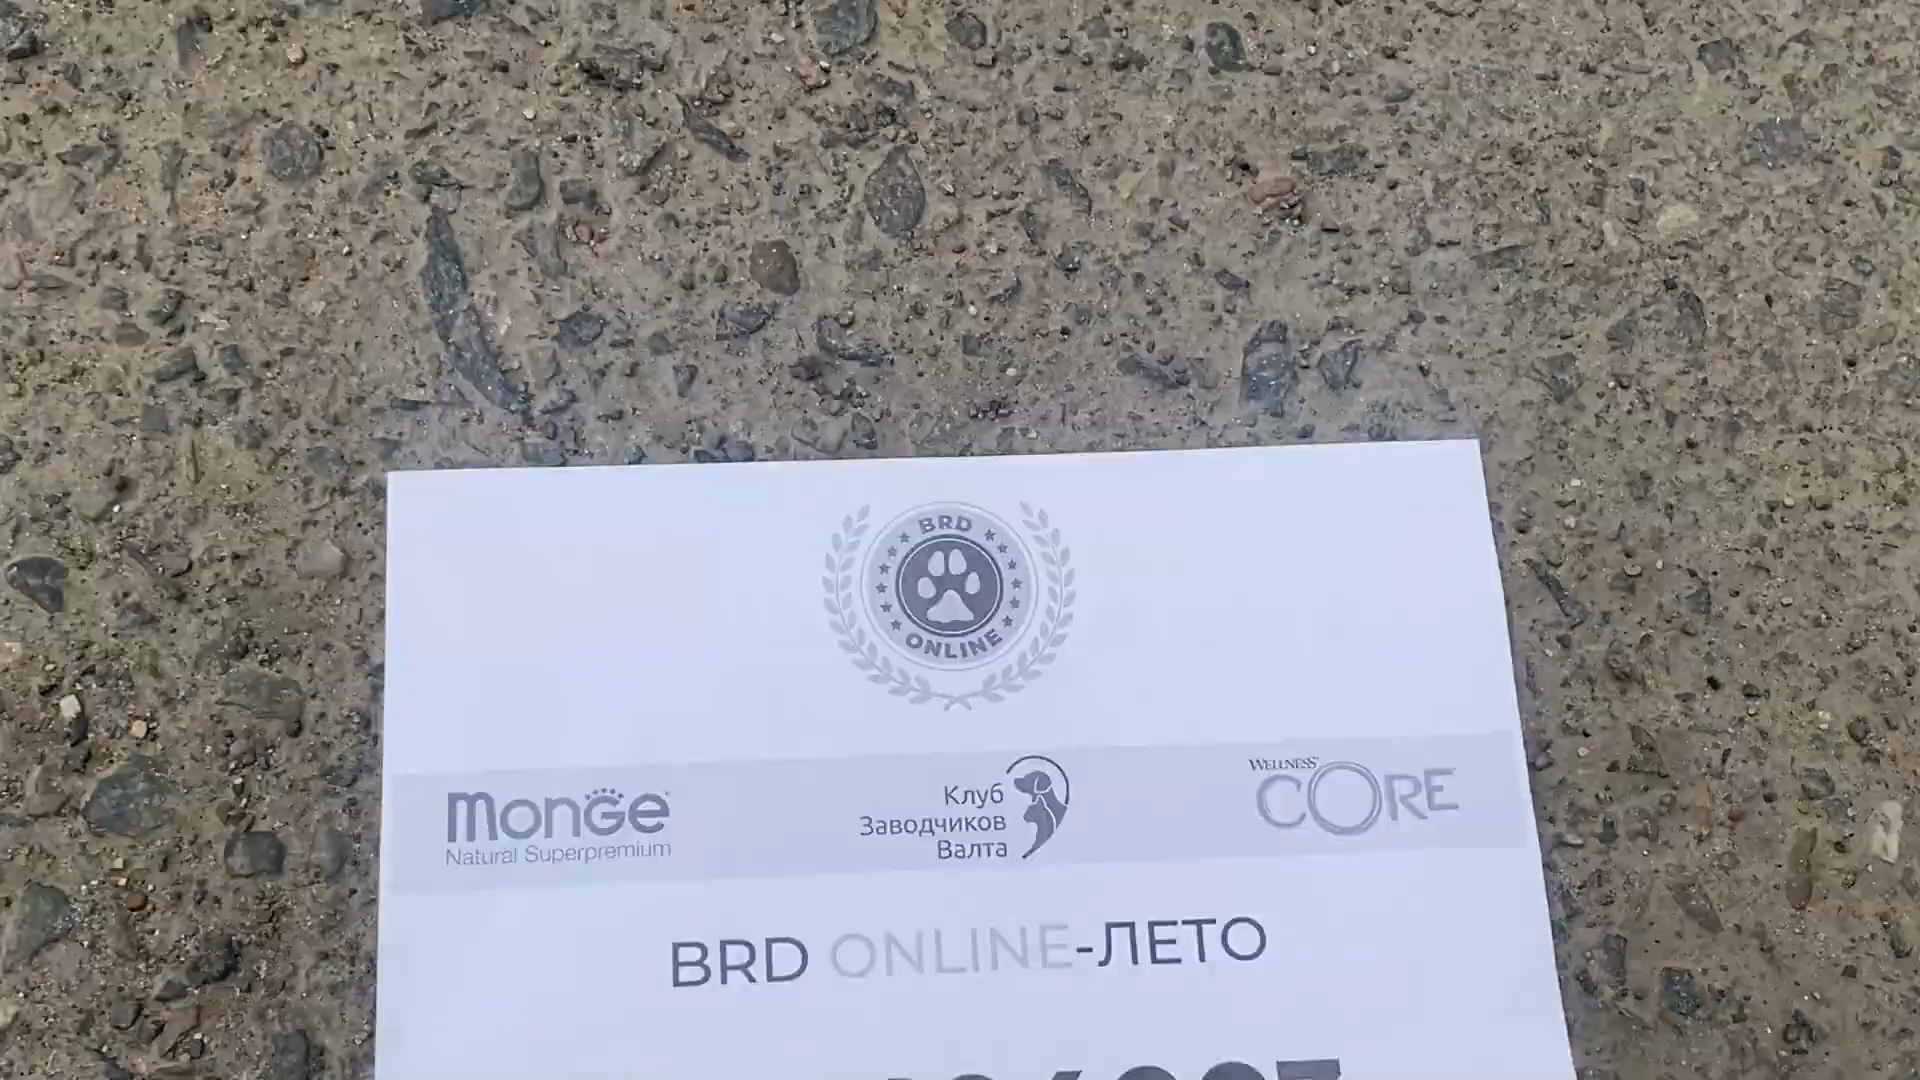 BRD
ONLINE
monge
Natural Superpremium
Клуб
Заводчиков
Валта
WELLNESS
CORE
BRD ONLINE-ЛЕТО